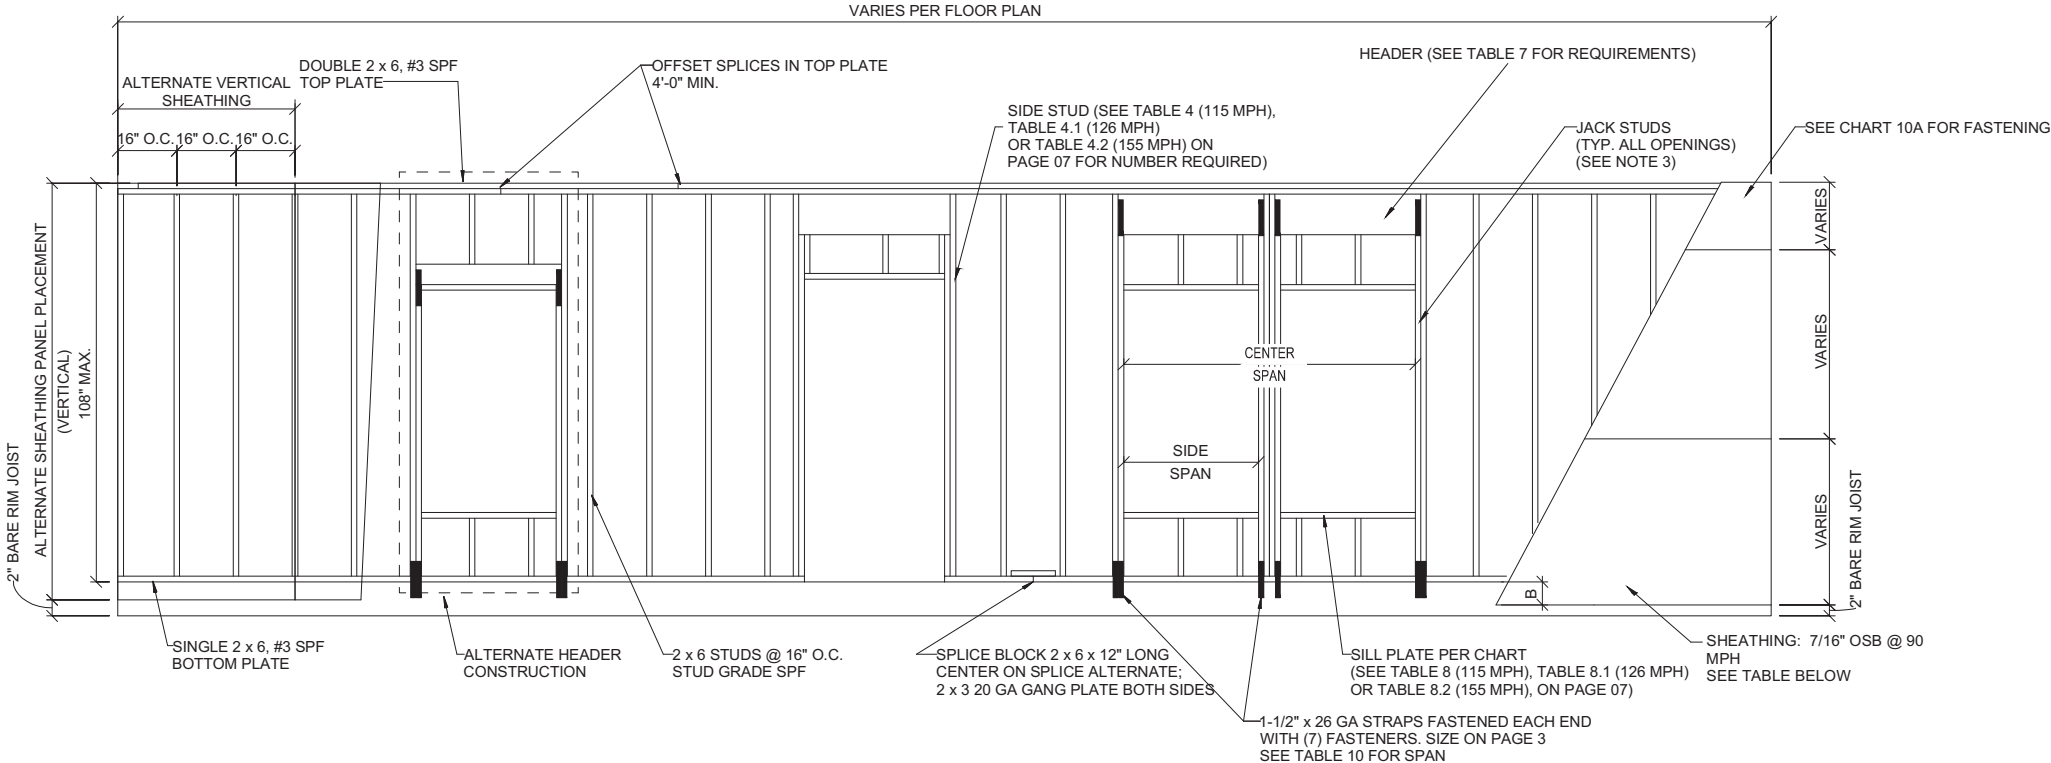 VARIES PER FLOOR PLAN
HEADER (SEE TABLE 7 FOR REQUIREMENTS)
DOUBLE 2 x 6, #3 SPF
TOP PLATE
OFFSET SPLICES IN TOP PLATE
4'-0" MIN.
ALTERNATE VERTICAL
SHEATHING
16" O.C.
16" O.C.
16" O.C.
SIDE STUD (SEE TABLE 4 (115 MPH),
TABLE 4.1 (126 MPH)
OR TABLE 4.2 (155 MPH) ON
PAGE 07 FOR NUMBER REQUIRED)
JACK STUDS
(TYP. ALL OPENINGS)
(SEE NOTE 3)
SEE CHART 10A FOR FASTENING
2" BARE RIM JOIST
ALTERNATE SHEATHING PANEL PLACEMENT
(VERTICAL)
108" MAX.
CENTER
SPAN
SIDE
SPAN
VARIES
VARIES
VARIES
2" BARE RIM JOIST
B
SINGLE 2 x 6, #3 SPF
BOTTOM PLATE
ALTERNATE HEADER
CONSTRUCTION
2 x 6 STUDS @ 16" O.C.
STUD GRADE SPF
SPLICE BLOCK 2 x 6 x 12" LONG
CENTER ON SPLICE ALTERNATE;
2 x 3 20 GA GANG PLATE BOTH SIDES
SILL PLATE PER CHART
(SEE TABLE 8 (115 MPH), TABLE 8.1 (126 MPH)
OR TABLE 8.2 (155 MPH), ON PAGE 07)
SHEATHING: 7/16" OSB @ 90
MPH
SEE TABLE BELOW
1-1/2" x 26 GA STRAPS FASTENED EACH END
WITH (7) FASTENERS. SIZE ON PAGE 3
SEE TABLE 10 FOR SPAN